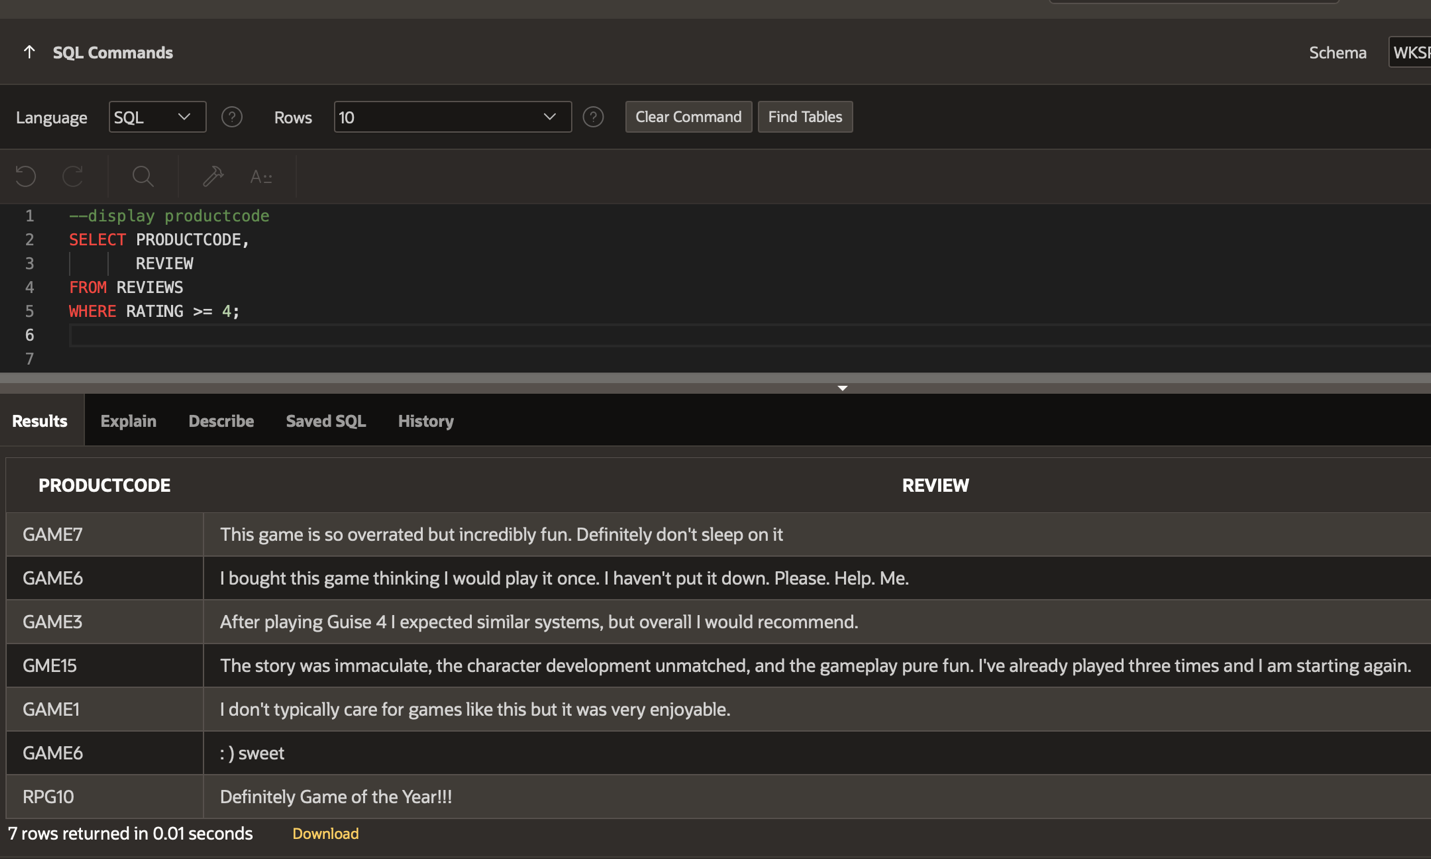 SQL Commands
Schema
WKSP
Language
SQL
Rows
10
Clear Command
Find Tables
A::
1 --display productcode
2 SELECT PRODUCTCODE,
3 REVIEW
4 FROM REVIEWS
5 WHERE RATING >= 4;
6
7
Results Explain Describe Saved SQL History
PRODUCTCODE REVIEW
GAME7 This game is so overrated but incredibly fun. Definitely don't sleep on it
GAME6 I bought this game thinking I would play it once. I haven't put it down. Please. Help. Me.
GAME3 After playing Guise 4 I expected similar systems, but overall I would recommend.
GME15 The story was immaculate, the character development unmatched, and the gameplay pure fun. I've already played three times and I am starting again.
GAME1 I don't typically care for games like this but it was very enjoyable.
GAME6 : ) sweet
RPG10 Definitely Game of the Year!!!
7 rows returned in 0.01 seconds Download